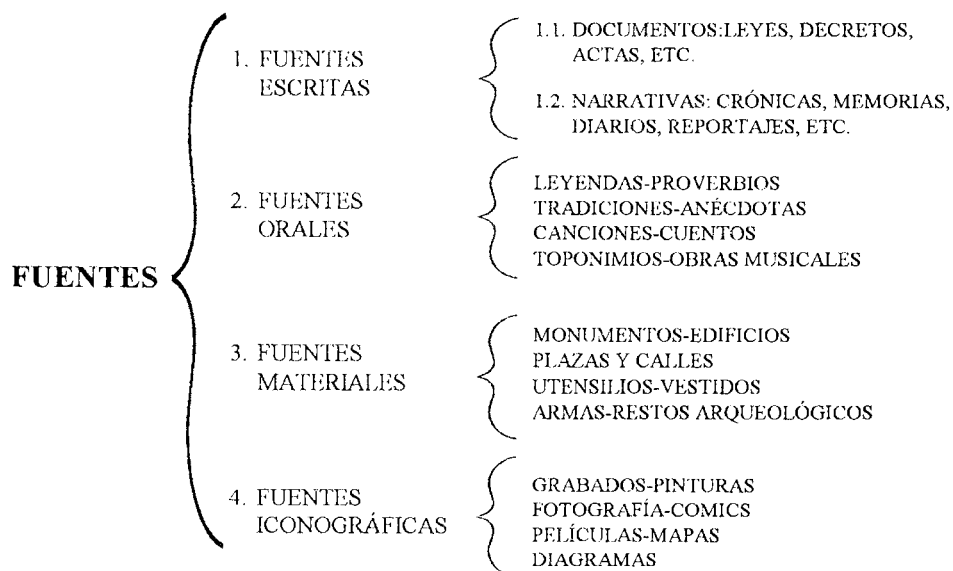 FUENTES
1. FUENTES
ESCRITAS
1.1. DOCUMENTOS:LEYES, DECRETOS,
ACTAS, ETC.
1.2. NARRATIVAS: CRÓNICAS, MEMORIAS,
DIARIOS, REPORTAJES, ETC.
2. FUENTES
ORALES
LEYENDAS-PROVERBIOS
TRADICIONES-ANÉCDOTAS
CANCIONES-CUENTOS
TOPONIMIOS-OBRAS MUSICALES
3. FUENTES
MATERIALES
MONUMENTOS-EDIFICIOS
PLAZAS Y CALLES
UTENSILIOS-VESTIDOS
ARMAS-RESTOS ARQUEOLÓGICOS
4. FUENTES
ICONOGRÁFICAS
GRABADOS-PINTURAS
FOTOGRAFÍA-COMICS
PELÍCULAS-MAPAS
DIAGRAMAS